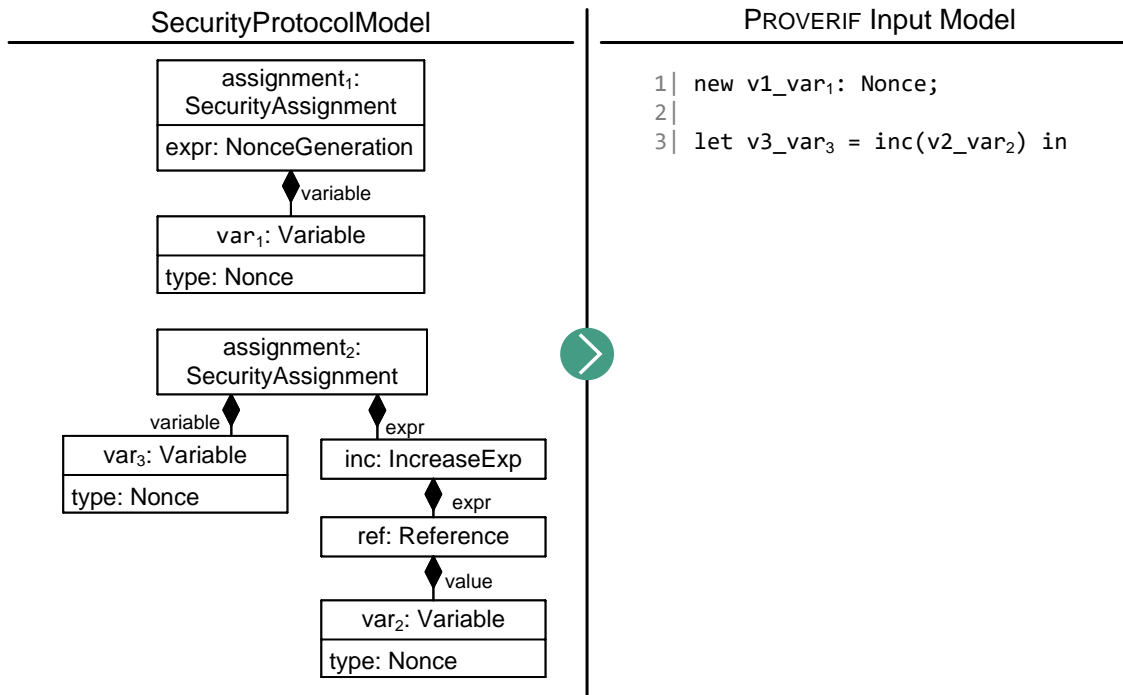 SecurityProtocolModel
PROVERIF Input Model
assignment₁:
SecurityAssignment
expr: NonceGeneration
variable
var₁: Variable
type: Nonce
assignment₂:
SecurityAssignment
variable
expr
var₃: Variable
type: Nonce
inc: IncreaseExp
expr
ref: Reference
value
var₂: Variable
type: Nonce
1| new v1_var₁: Nonce;
2|
3| let v3_var₃ = inc(v2_var₂) in